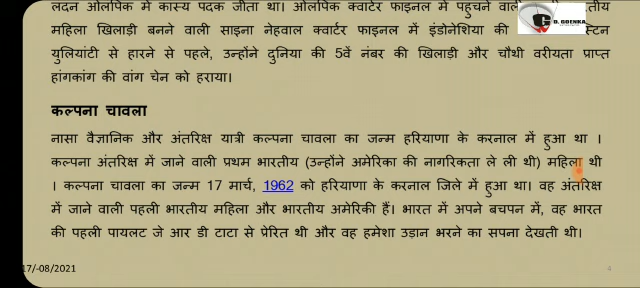 लंदन ओलंपिक में कांस्य पदक जीता था। ओलंपिक क्वार्टर फाइनल में पहुंचने
महिला खिलाड़ी बनने वाली साइना नेहवाल क्वार्टर फाइनल में इंडोनेशिया की
युलियांटी से हारने से पहले, उन्होंने दुनिया की 5वें नंबर की खिलाड़ी और चौथी वरीयता प्राप्त
हांगकांग की वांग चेन को हराया।
कल्पना चावला
नासा वैज्ञानिक और अंतरिक्ष यात्री कल्पना चावला का जन्म हरियाणा के करनाल में हुआ था ।
कल्पना अंतरिक्ष में जाने वाली प्रथम भारतीय (उन्होंने अमेरिका की नागरिकता ले ली थी) महिला थी
। कल्पना चावला का जन्म 17 मार्च, 1962 को हरियाणा के करनाल जिले में हुआ था। वह अंतरिक्ष
में जाने वाली पहली भारतीय महिला और भारतीय अमेरिकी हैं। भारत में अपने बचपन में, वह भारत
की पहली पायलट जे आर डी टाटा से प्रेरित थी और वह हमेशा उड़ान भरने का सपना देखती थी।
17/-08/2021
4